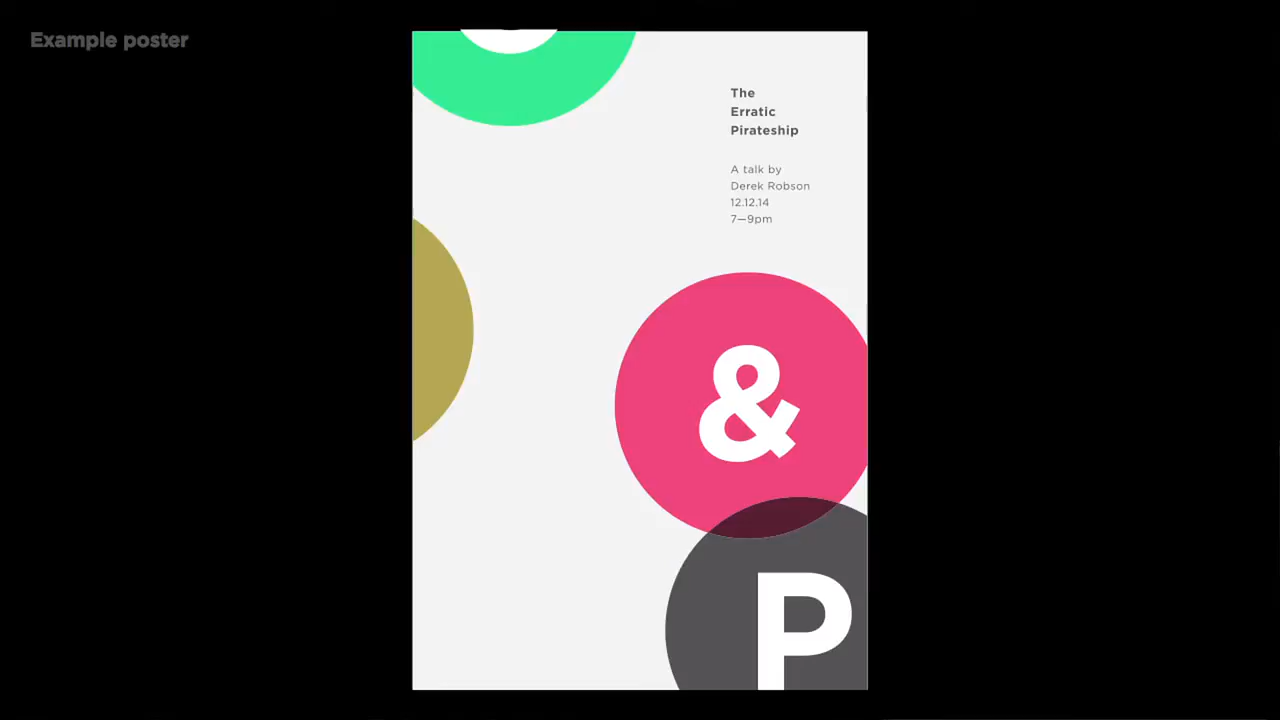 Example poster
The
Erratic
Pirateship
A talk by
Derek Robson
12.12.14
7—9pm
&
P